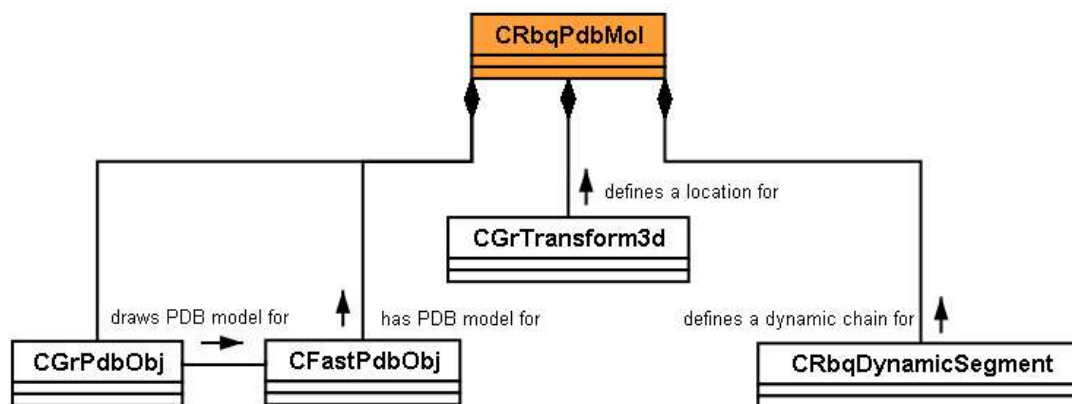 CRbqPdbMol
defines a location for
CGrTransform3d
draws PDB model for
has PDB model for
defines a dynamic chain for
CGrPdbObj
CFastPdbObj
CRbqDynamicSegment